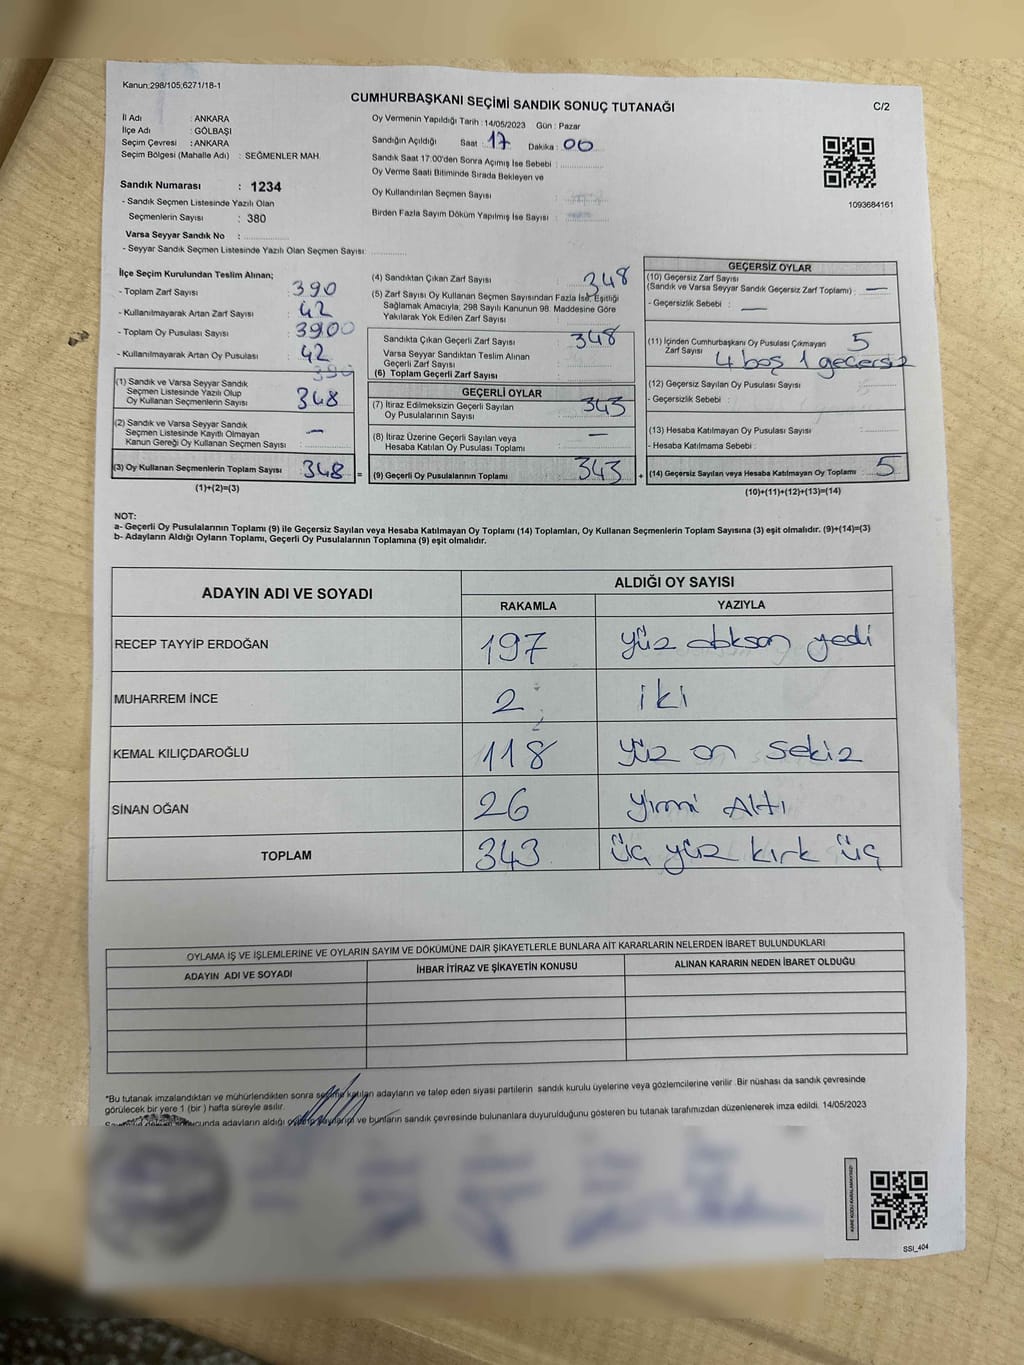 Kanun:298/105;6271/18-1
CUMHURBAŞKANI SEÇİMİ SANDIK SONUÇ TUTANAĞI
C/2
İl Adı : ANKARA
İlçe Adı : GÖLBAŞI
Seçim Çevresi : ANKARA
Seçim Bölgesi (Mahalle Adı) : SEĞMENLER MAH.
Oy Vermenin Yapıldığı Tarih : 14/05/2023 Gün : Pazar
Sandığın Açıldığı Saat : 17 Dakika : 00
Sandık Saat 17:00'den Sonra Açımış İse Sebebi :
Oy Verme Saati Bitiminde Sırada Bekleyen ve
Oy Kullandırılan Seçmen Sayısı :
Birden Fazla Sayım Döküm Yapılmış İse Sayısı :
1093684161
Sandık Numarası : 1234
- Sandık Seçmen Listesinde Yazılı Olan
Seçmenlerin Sayısı : 380
Varsa Seyyar Sandık No :
- Seyyar Sandık Seçmen Listesinde Yazılı Olan Seçmen Sayısı:
İlçe Seçim Kurulundan Teslim Alınan;
- Toplam Zarf Sayısı : 390
- Kullanılmayarak Artan Zarf Sayısı : 42
- Toplam Oy Pusulası Sayısı : 3900
- Kullanılmayarak Artan Oy Pusulası : 42
390
(1) Sandık ve Varsa Seyyar Sandık
Seçmen Listesinde Yazılı Olup
Oy Kullanan Seçmenlerin Sayısı : 348
(2) Sandık ve Varsa Seyyar Sandık
Seçmen Listesinde Kayıtlı Olmayan
Kanun Gereği Oy Kullanan Seçmen Sayısı : —
(3) Oy Kullanan Seçmenlerin Toplam Sayısı : 348 =
(1)+(2)=(3)
(4) Sandıktan Çıkan Zarf Sayısı : 348
(5) Zarf Sayısı Oy Kullanan Seçmen Sayısından Fazla İse, Eşitliği
Sağlamak Amacıyla, 298 Sayılı Kanunun 98. Maddesine Göre
Yakılarak Yok Edilen Zarf Sayısı :
Sandıkta Çıkan Geçerli Zarf Sayısı : 348
Varsa Seyyar Sandıktan Teslim Alınan
Geçerli Zarf Sayısı :
(6) Toplam Geçerli Zarf Sayısı :
GEÇERLİ OYLAR
(7) İtiraz Edilmeksizin Geçerli Sayılan
Oy Pusulalarının Sayısı : 343
(8) İtiraz Üzerine Geçerli Sayılan veya
Hesaba Katılan Oy Pusulası Toplamı : —
(9) Geçerli Oy Pusulalarının Toplamı : 343 +
GEÇERSİZ OYLAR
(10) Geçersiz Zarf Sayısı
(Sandık ve Varsa Seyyar Sandık Geçersiz Zarf Toplamı) : —
- Geçersizlik Sebebi : —
(11) İçinden Cumhurbaşkanı Oy Pusulası Çıkmayan
Zarf Sayısı : 5
4 boş 1 geçersiz
(12) Geçersiz Sayılan Oy Pusulası Sayısı :
- Geçersizlik Sebebi :
(13) Hesaba Katılmayan Oy Pusulası Sayısı :
- Hesaba Katılmama Sebebi :
(14) Geçersiz Sayılan veya Hesaba Katılmayan Oy Toplamı : 5
(10)+(11)+(12)+(13)=(14)
NOT:
a- Geçerli Oy Pusulalarının Toplamı (9) ile Geçersiz Sayılan veya Hesaba Katılmayan Oy Toplamı (14) Toplamları, Oy Kullanan Seçmenlerin Toplam Sayısına (3) eşit olmalıdır. (9)+(14)=(3)
b- Adayların Aldığı Oyların Toplamı, Geçerli Oy Pusulalarının Toplamına (9) eşit olmalıdır.
ADAYIN ADI VE SOYADI
ALDIĞI OY SAYISI
RAKAMLA YAZIYLA
RECEP TAYYİP ERDOĞAN 197 yüz doksan yedi
MUHARREM İNCE 2 iki
KEMAL KILIÇDAROĞLU 118 yüz on sekiz
SİNAN OĞAN 26 yirmi Altı
TOPLAM 343 üç yüz kırk üç
OYLAMA İŞ VE İŞLEMLERİNE VE OYLARIN SAYIM VE DÖKÜMÜNE DAİR ŞİKAYETLERLE BUNLARA AİT KARARLARIN NELERDEN İBARET BULUNDUKLARI
ADAYIN ADI VE SOYADI İHBAR İTİRAZ VE ŞİKAYETİN KONUSU ALINAN KARARIN NEDEN İBARET OLDUĞU
*Bu tutanak imzalandıktan ve mühürlendikten sonra seçime katılan adayların ve talep eden siyasi partilerin sandık kurulu üyelerine veya gözlemcilerine verilir. Bir nüshası da sandık çevresinde
görülecek bir yere 1 (bir) hafta süreyle asılır.
adayların aldığı ve bunların sandık çevresinde bulunanlara duyurulduğunu gösteren bu tutanak tarafımızdan düzenlenerek imza edildi. 14/05/2023
SSI_404